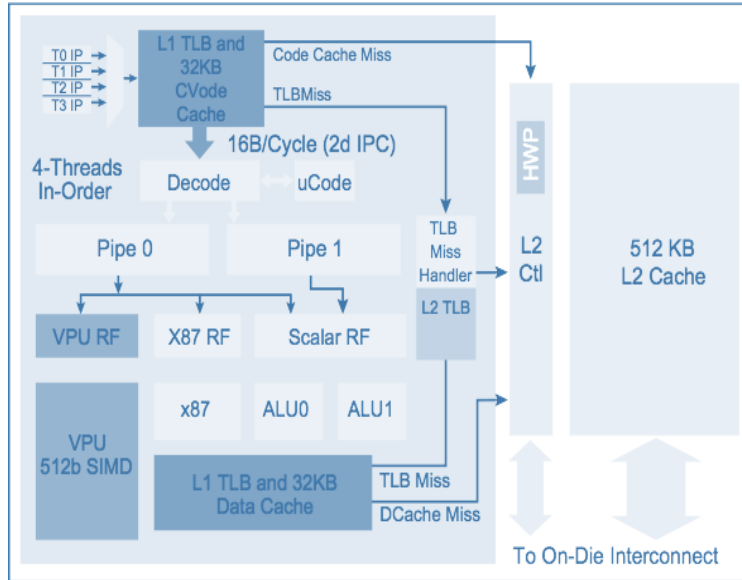 T0 IP
T1 IP
T2 IP
T3 IP
L1 TLB and
32KB
CVode
Cache
Code Cache Miss
TLBMiss
16B/Cycle (2d IPC)
4-Threads
In-Order
Decode
uCode
HWP
Pipe 0
Pipe 1
TLB
Miss
Handler
L2
Ctl
512 KB
L2 Cache
L2 TLB
VPU RF
X87 RF
Scalar RF
VPU
512b SIMD
x87
ALU0
ALU1
L1 TLB and 32KB
Data Cache
TLB Miss
DCache Miss
To On-Die Interconnect